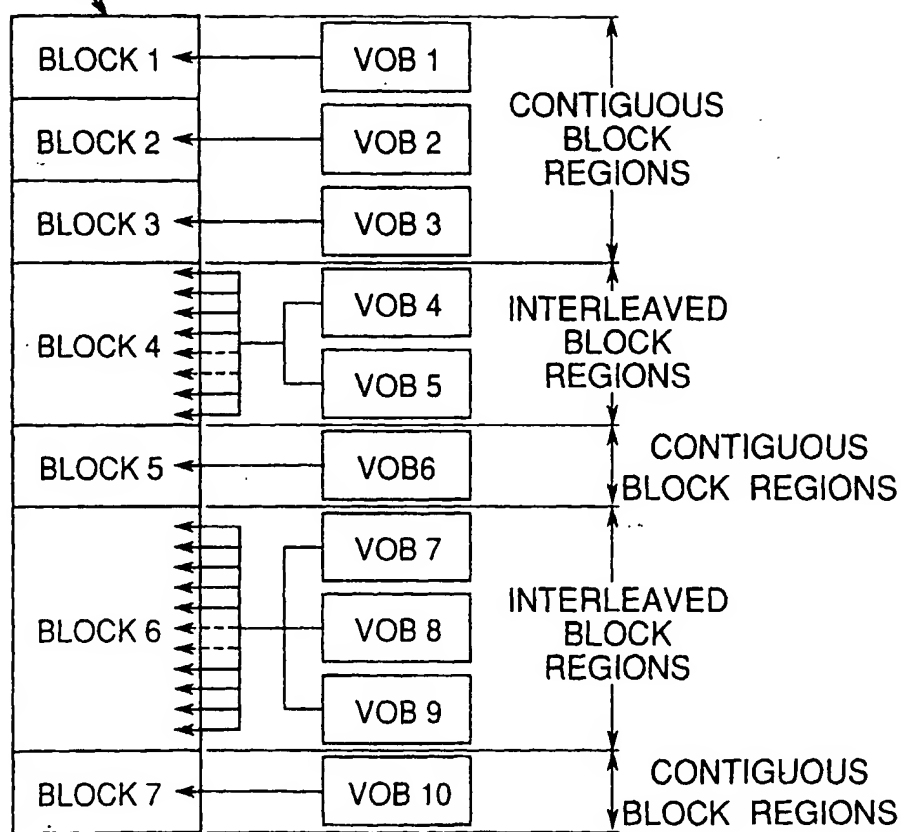 BLOCK 1
VOB 1
BLOCK 2
VOB 2
BLOCK 3
VOB 3
CONTIGUOUS
BLOCK
REGIONS
BLOCK 4
VOB 4
VOB 5
INTERLEAVED
BLOCK
REGIONS
BLOCK 5
VOB6
CONTIGUOUS
BLOCK REGIONS
BLOCK 6
VOB 7
VOB 8
VOB 9
INTERLEAVED
BLOCK
REGIONS
BLOCK 7
VOB 10
CONTIGUOUS
BLOCK REGIONS